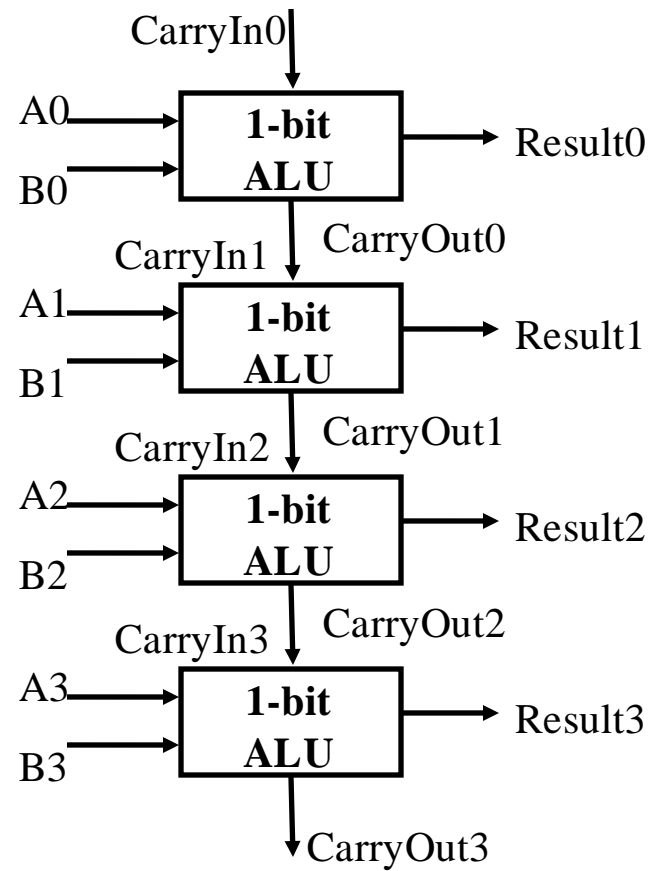 CarryIn0
A0
1-bit
ALU
Result0
B0
CarryOut0
CarryIn1
A1
1-bit
ALU
Result1
B1
CarryOut1
CarryIn2
A2
1-bit
ALU
Result2
B2
CarryOut2
CarryIn3
A3
1-bit
ALU
Result3
B3
CarryOut3